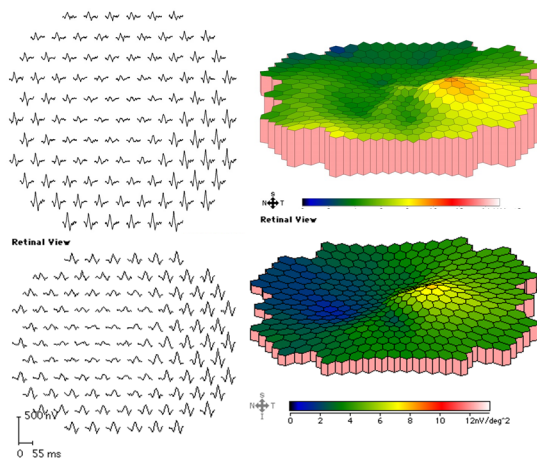 S
N T
Retinal View
Retinal View
500 nV
0 55 ms
N T
I
0 2 4 6 8 10 12nV/deg^2